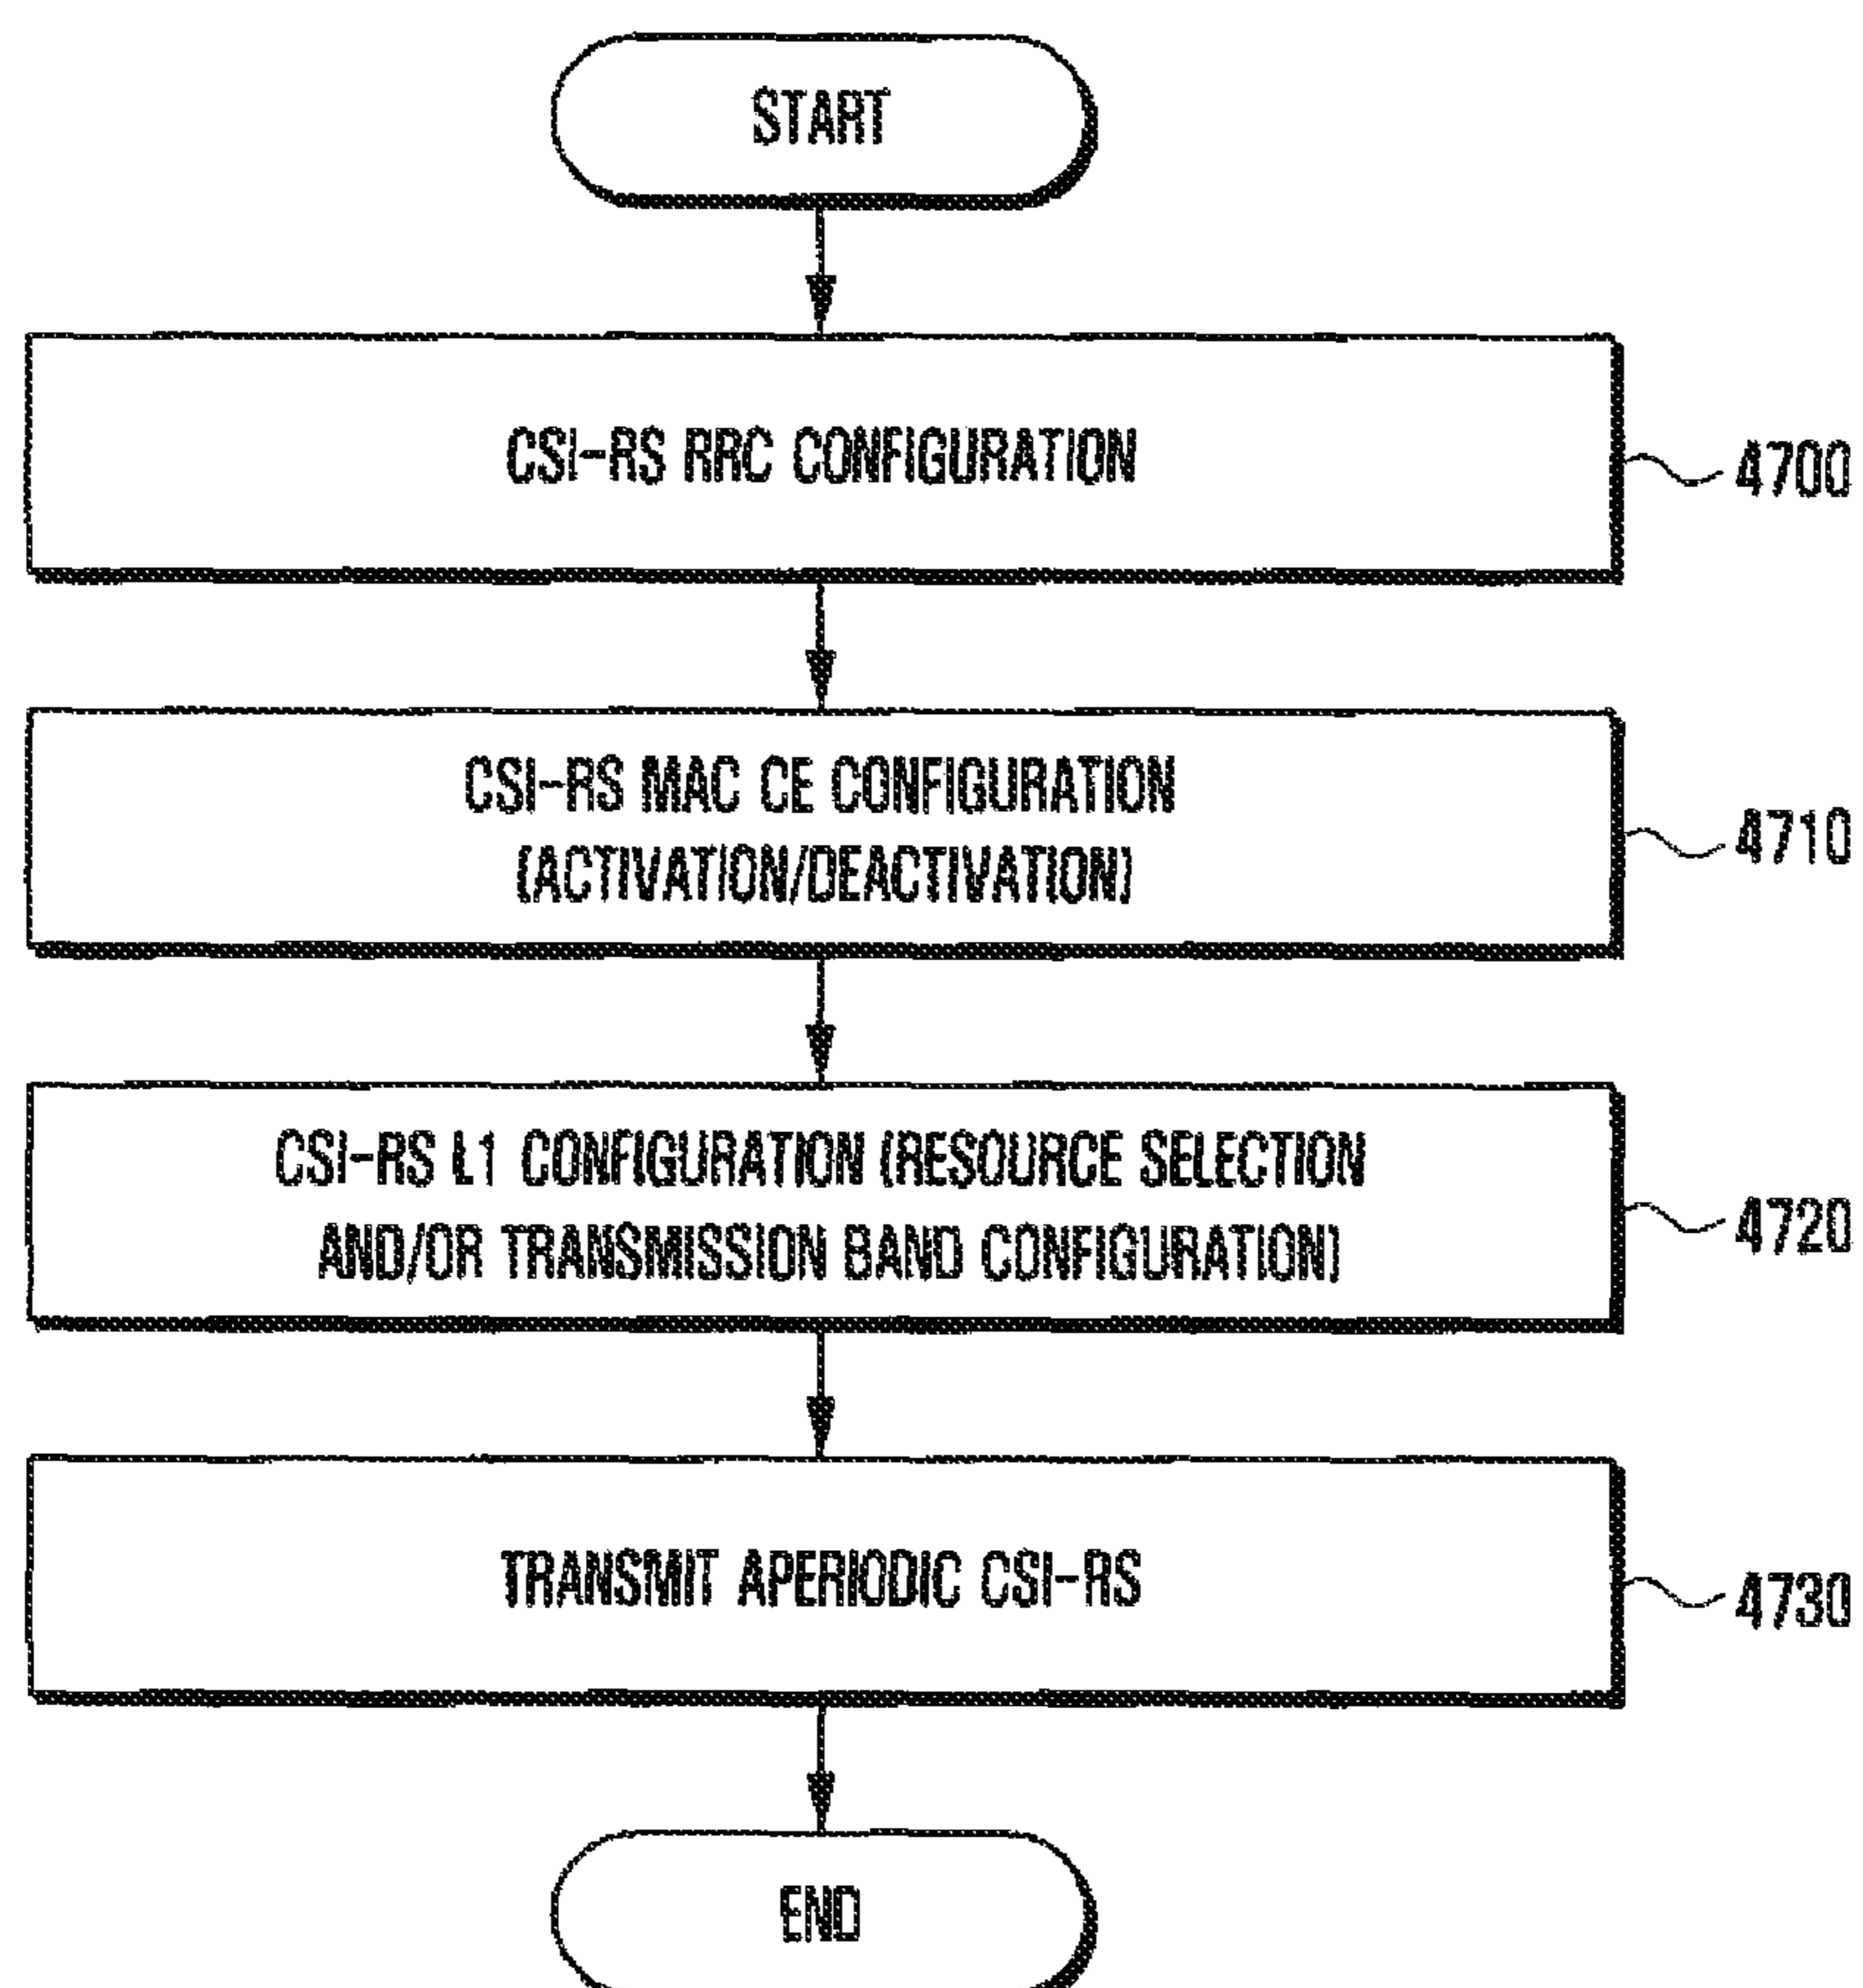 START
CSI-RS RRC CONFIGURATION
4700
CSI-RS MAC CE CONFIGURATION
(ACTIVATION/DEACTIVATION)
4710
CSI-RS L1 CONFIGURATION (RESOURCE SELECTION
AND/OR TRANSMISSION BAND CONFIGURATION)
4720
TRANSMIT APERIODIC CSI-RS
4730
END